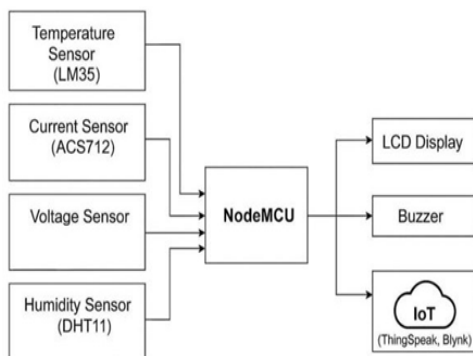 Temperature
Sensor
(LM35)
Current Sensor
(ACS712)
Voltage Sensor
Humidity Sensor
(DHT11)
NodeMCU
LCD Display
Buzzer
IoT
(ThingSpeak, Blynk)